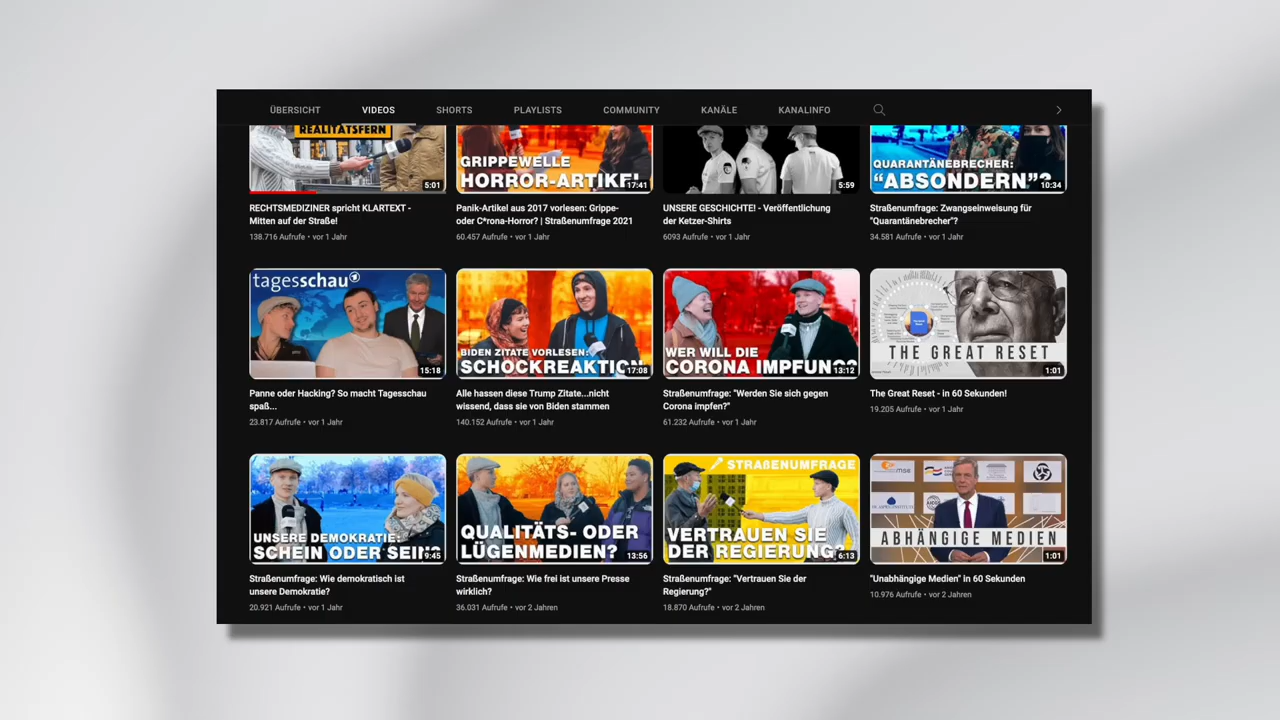 ÜBERSICHT
VIDEOS
SHORTS
PLAYLISTS
COMMUNITY
KANÄLE
KANALINFO
REALITÄTSFERN
5:01
GRIPPEWELLE
HORROR-ARTIKEL
17:41
5:59
QUARANTÄNEBRECHER:
“ABSONDERN”?
10:34
RECHTSMEDIZINER spricht KLARTEXT -
Mitten auf der Straße!
138.716 Aufrufe • vor 1 Jahr
Panik-Artikel aus 2017 vorlesen: Grippe-
oder C*rona-Horror? | Straßenumfrage 2021
60.457 Aufrufe • vor 1 Jahr
UNSERE GESCHICHTE! - Veröffentlichung
der Ketzer-Shirts
6093 Aufrufe • vor 1 Jahr
Straßenumfrage: Zwangseinweisung für
"Quarantänebrecher"?
34.581 Aufrufe • vor 1 Jahr
tagesschau
15:18
BIDEN ZITATE VORLESEN:
SCHOCKREAKTION
17:08
WER WILL DIE
CORONA IMPFUNG?
13:12
THE GREAT RESET
1:01
Panne oder Hacking? So macht Tagesschau
spaß...
23.817 Aufrufe • vor 1 Jahr
Alle hassen diese Trump Zitate...nicht
wissend, dass sie von Biden stammen
140.152 Aufrufe • vor 1 Jahr
Straßenumfrage: "Werden Sie sich gegen
Corona impfen?"
61.232 Aufrufe • vor 1 Jahr
The Great Reset - in 60 Sekunden!
19.205 Aufrufe • vor 1 Jahr
UNSERE DEMOKRATIE:
SCHEIN ODER SEIN?
9:45
QUALITÄTS- ODER
LÜGENMEDIEN?
13:56
STRAßENUMFRAGE
VERTRAUEN SIE
DER REGIERUNG?
6:13
mse
ABHÄNGIGE MEDIEN
1:01
Straßenumfrage: Wie demokratisch ist
unsere Demokratie?
20.921 Aufrufe • vor 1 Jahr
Straßenumfrage: Wie frei ist unsere Presse
wirklich?
36.031 Aufrufe • vor 2 Jahren
Straßenumfrage: "Vertrauen Sie der
Regierung?"
18.870 Aufrufe • vor 2 Jahren
"Unabhängige Medien" in 60 Sekunden
10.976 Aufrufe • vor 2 Jahren